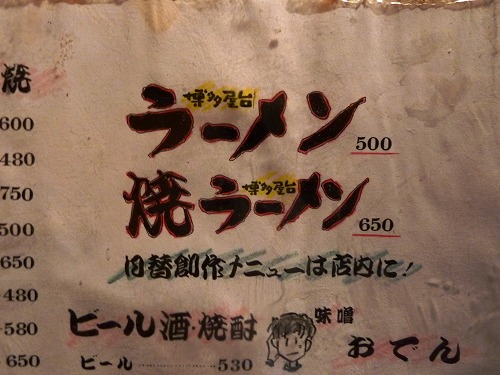 焼
600
480
750
500
650
480
580
650
博多屋台
ラーメン 500
博多屋台
焼ラーメン 650
日替創作メニューは店内に!
ビール 酒・焼酎
ビール 530
味噌
おでん